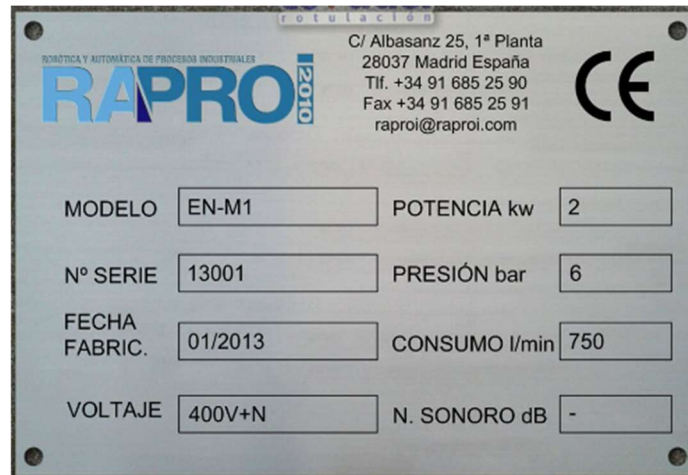 rotulación
ROBÓTICA Y AUTOMÁTICA DE PROCESOS INDUSTRIALES
RAPROi
2010
C/ Albasanz 25, 1ª Planta
28037 Madrid España
Tlf. +34 91 685 25 90
Fax +34 91 685 25 91
raproi@raproi.com
CE
MODELO EN-M1 POTENCIA kw 2
Nº SERIE 13001 PRESIÓN bar 6
FECHA
FABRIC. 01/2013 CONSUMO l/min 750
VOLTAJE 400V+N N. SONORO dB -